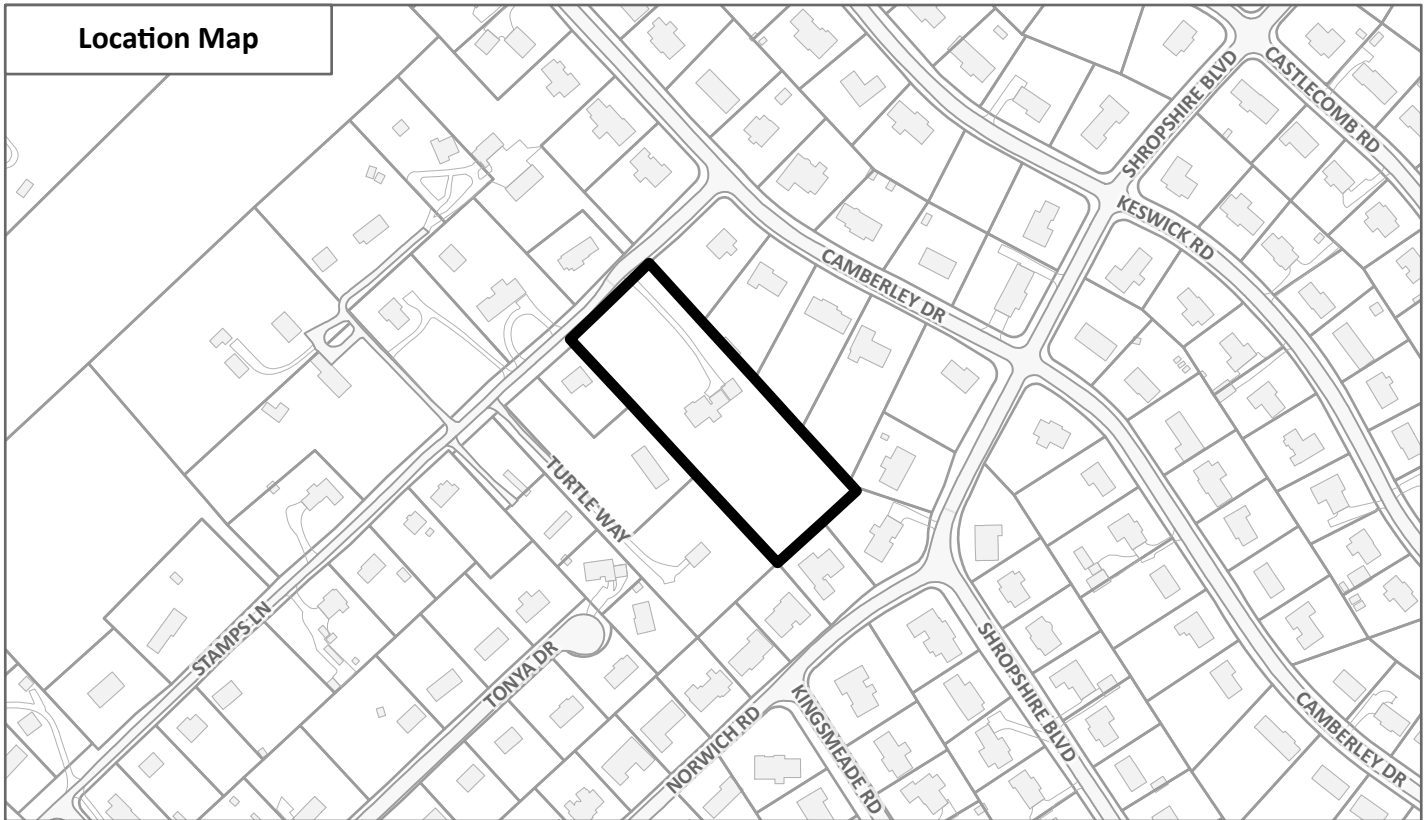 Location Map
SHROPSHIRE BLVD
CASTLECOMB RD
KESWICK RD
CAMBERLEY DR
TURTLE WAY
STAMPS LN
TONYA DR
NORWICH RD
KINGSMEADE RD
SHROPSHIRE BLVD
CAMBERLEY DR